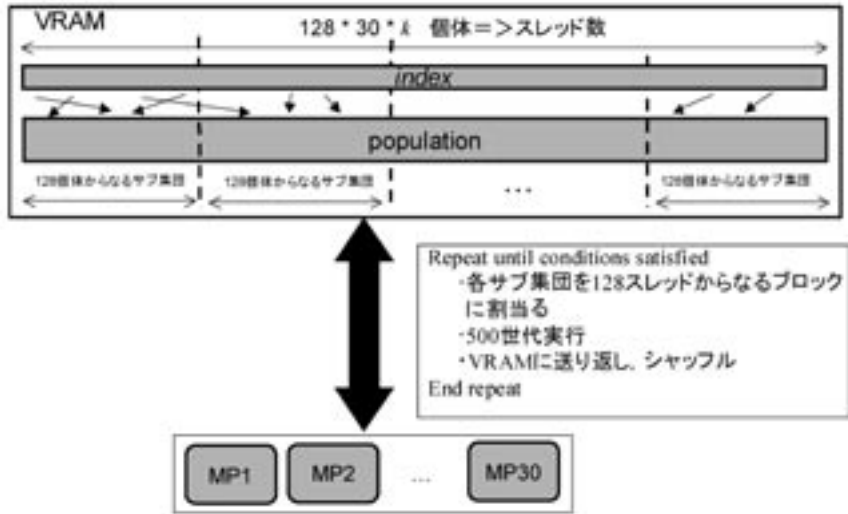 VRAM
128 * 30 * k 個体=>スレッド数
index
population
128個体からなるサブ集団
128個体からなるサブ集団
...
128個体からなるサブ集団
Repeat until conditions satisfied
・各サブ集団を128スレッドからなるブロック
に割当る
・500世代実行
・VRAMに送り返し、シャッフル
End repeat
MP1
MP2
...
MP30